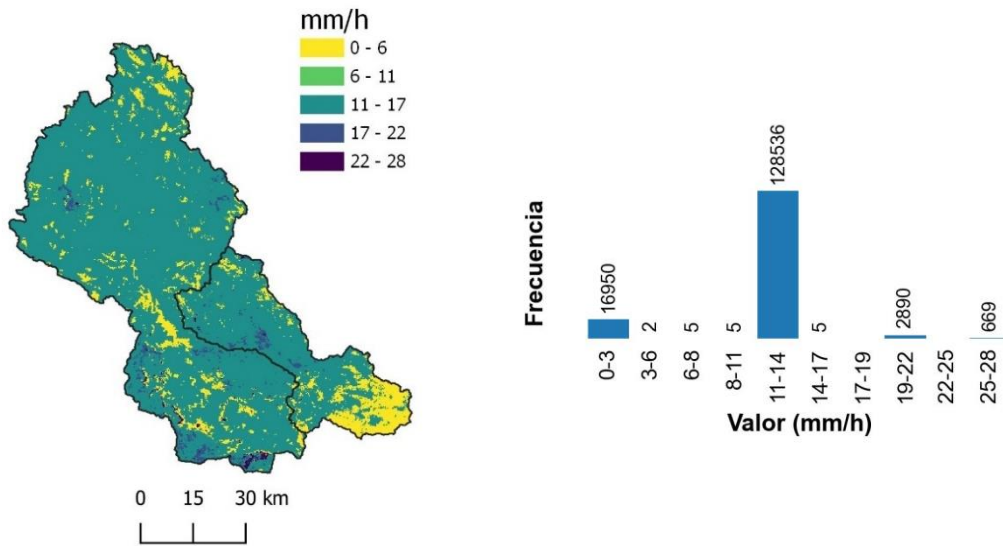 mm/h
0 - 6
6 - 11
11 - 17
17 - 22
22 - 28
0 15 30 km
Frecuencia
16950
2
5
5
128536
5
2890
669
0-3
3-6
6-8
8-11
11-14
14-17
17-19
19-22
22-25
25-28
Valor (mm/h)